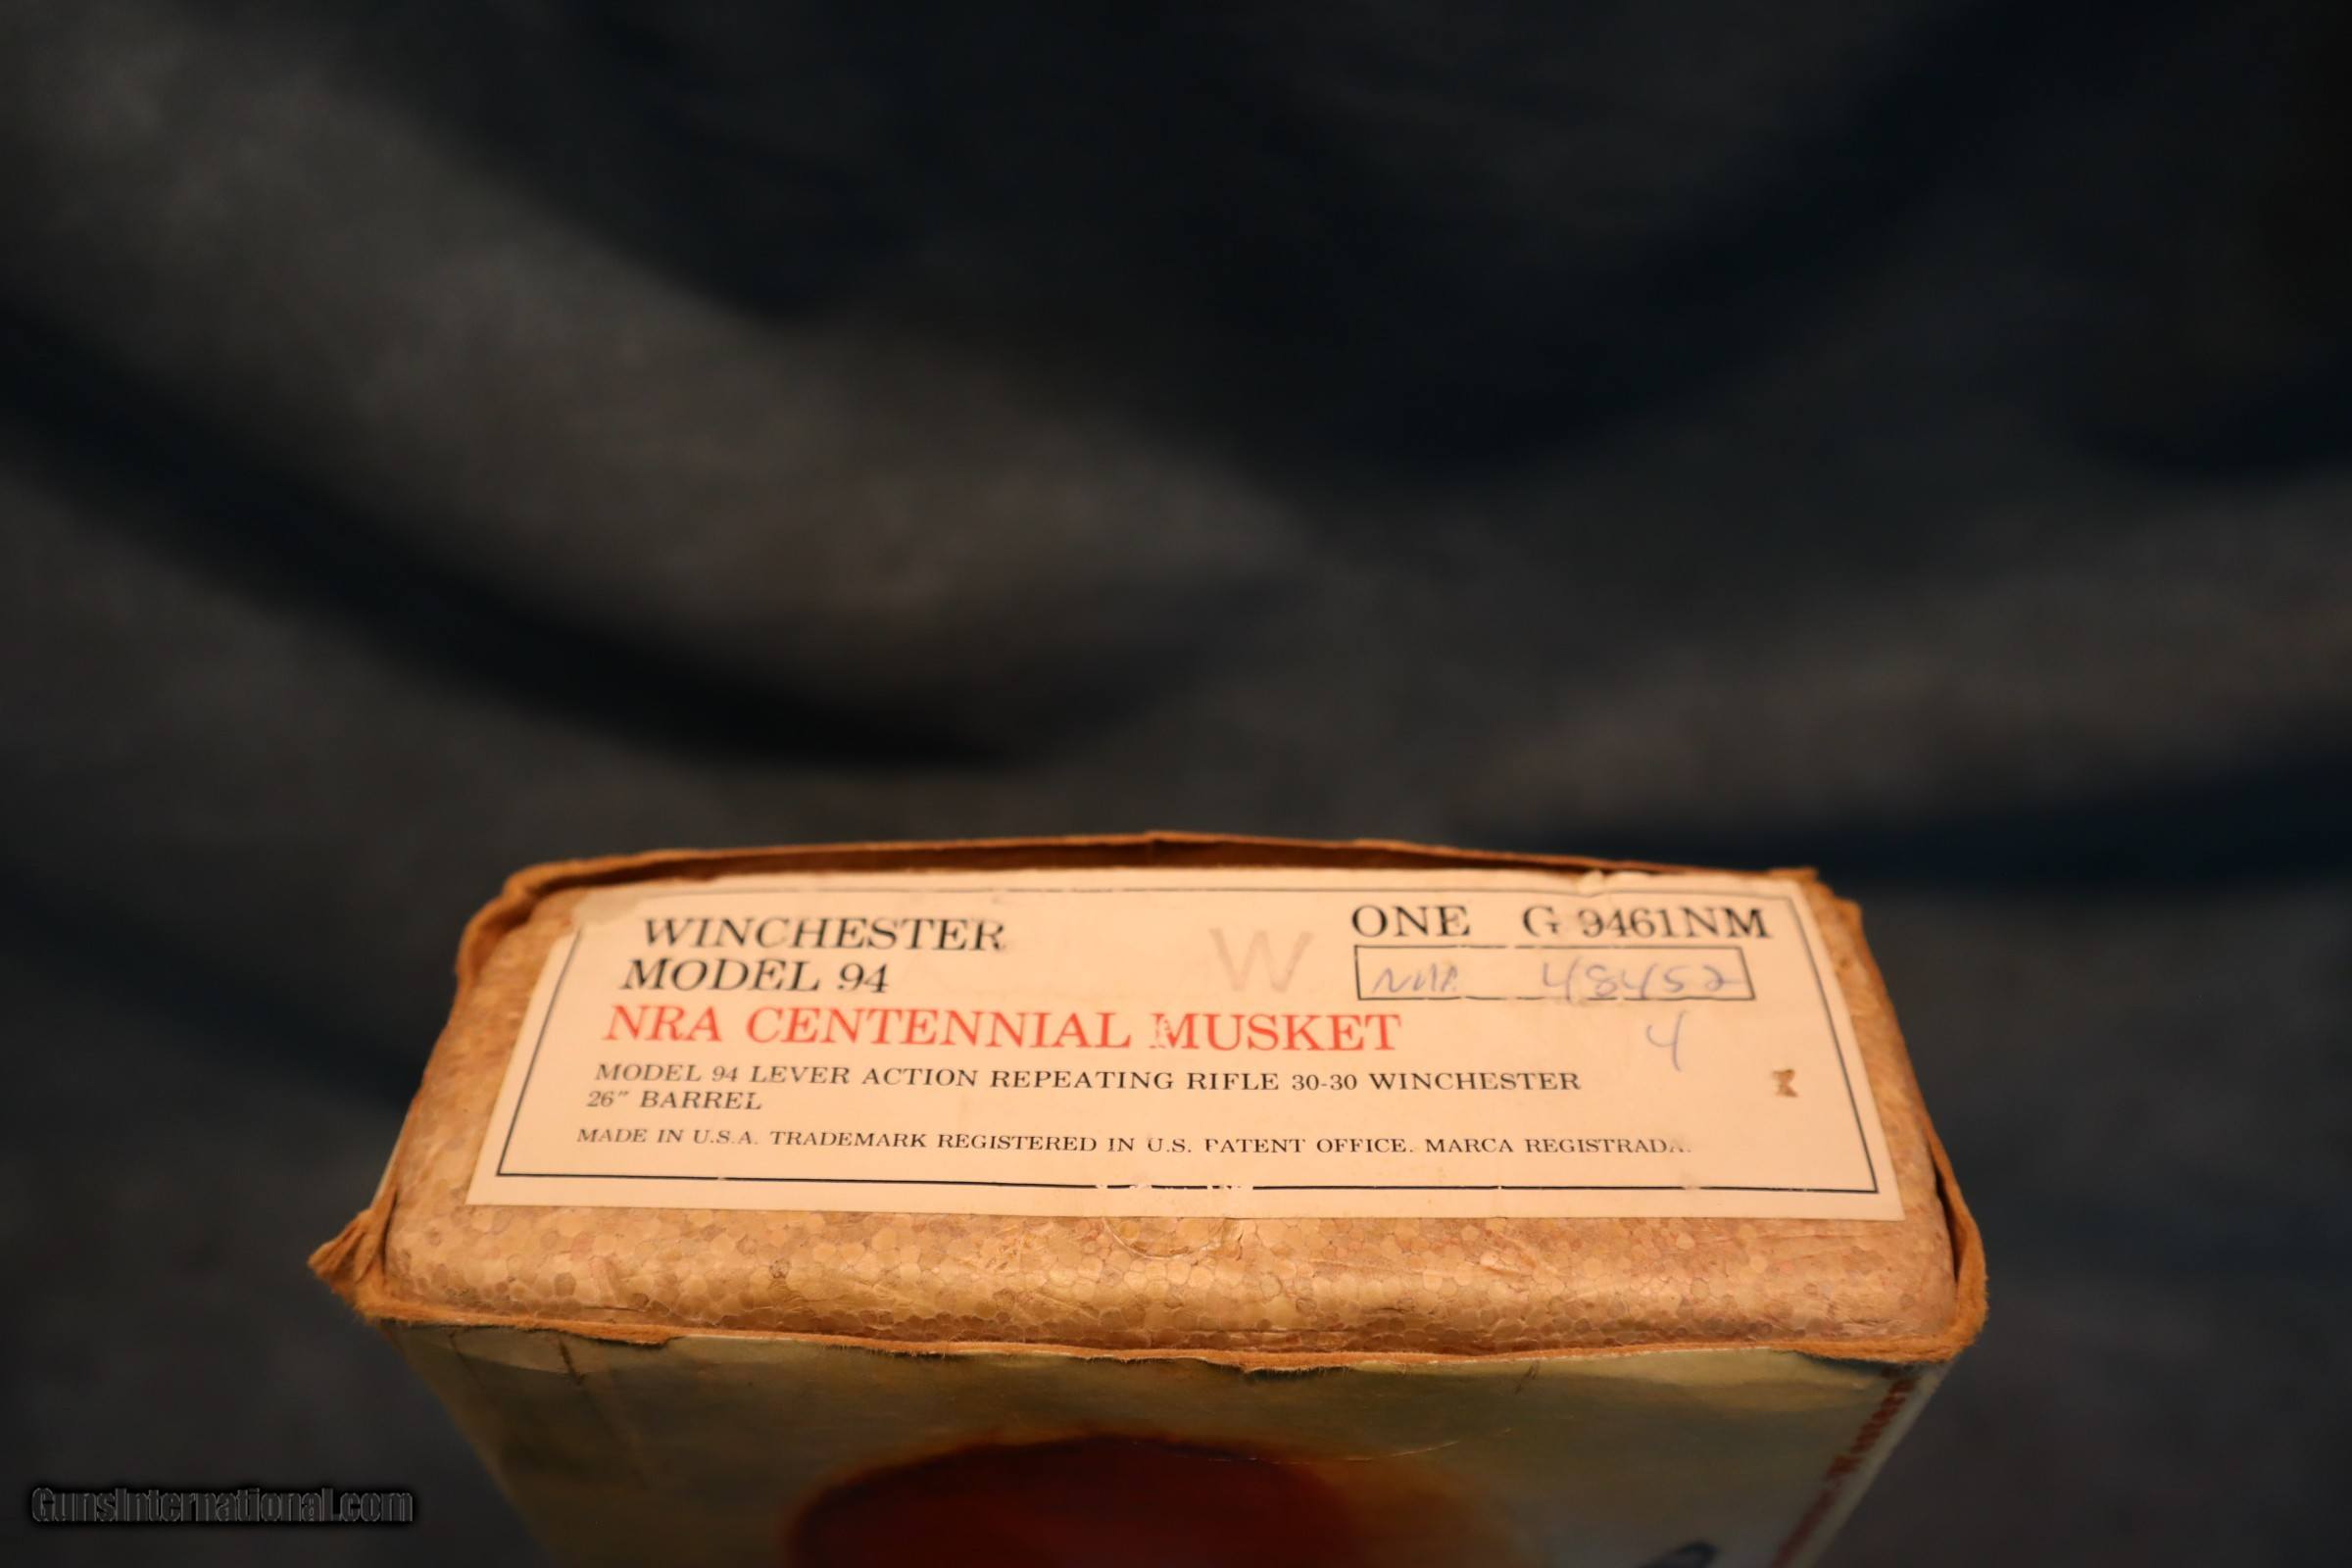 WINCHESTER
MODEL 94
W
ONE G 9461NM
NRA 48452
NRA CENTENNIAL MUSKET
4
MODEL 94 LEVER ACTION REPEATING RIFLE 30-30 WINCHESTER
26" BARREL
MADE IN U.S.A. TRADEMARK REGISTERED IN U.S. PATENT OFFICE. MARCA REGISTRADA.
GunsInternational.com